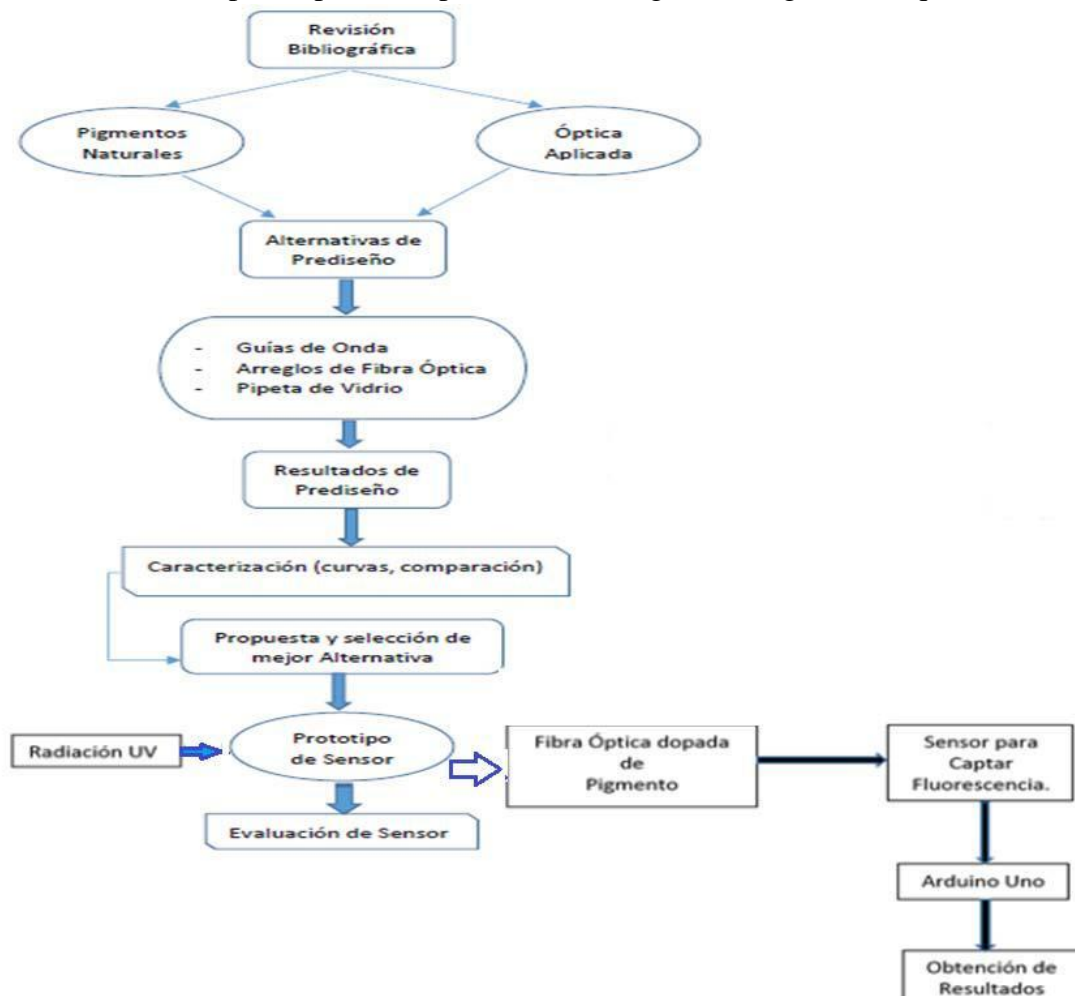 Revisión
Bibliográfica
Pigmentos
Naturales
Óptica
Aplicada
Alternativas de
Prediseño
- Guías de Onda
- Arreglos de Fibra Óptica
- Pipeta de Vidrio
Resultados de
Prediseño
Caracterización (curvas, comparación)
Propuesta y selección de
mejor Alternativa
Radiación UV
Prototipo
de Sensor
Fibra Óptica dopada
de
Pigmento
Sensor para
Captar
Fluorescencia.
Evaluación de Sensor
Arduino Uno
Obtención de
Resultados